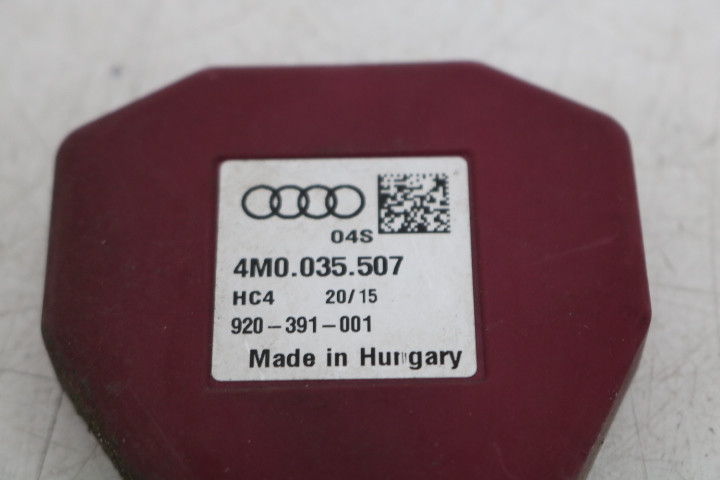 04S
4M0.035.507
HC4 20/15
920-391-001
Made in Hungary